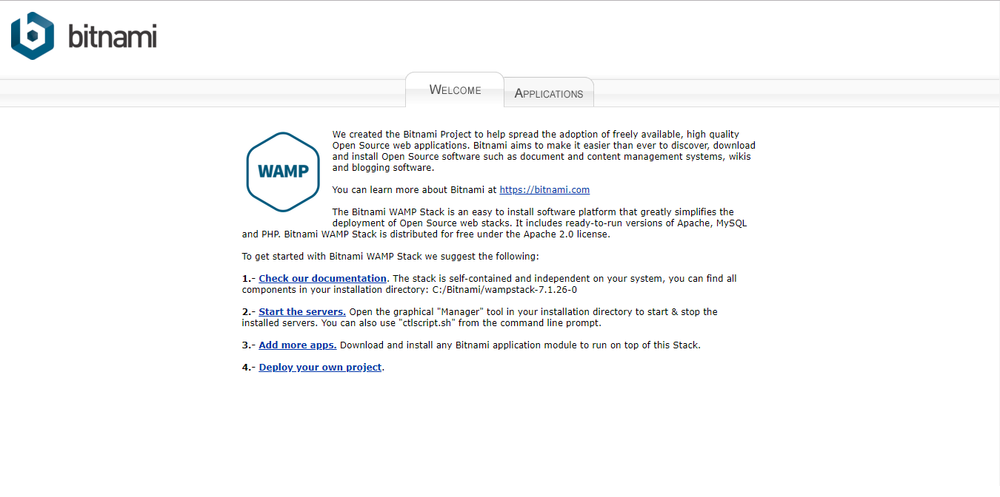 bitnami
Welcome
Applications
We created the Bitnami Project to help spread the adoption of freely available, high quality
Open Source web applications. Bitnami aims to make it easier than ever to discover, download
and install Open Source software such as document and content management systems, wikis
and blogging software.
WAMP
You can learn more about Bitnami at https://bitnami.com
The Bitnami WAMP Stack is an easy to install software platform that greatly simplifies the
deployment of Open Source web stacks. It includes ready-to-run versions of Apache, MySQL
and PHP. Bitnami WAMP Stack is distributed for free under the Apache 2.0 license.
To get started with Bitnami WAMP Stack we suggest the following:
1.- Check our documentation. The stack is self-contained and independent on your system, you can find all
components in your installation directory: C:/Bitnami/wampstack-7.1.26-0
2.- Start the servers. Open the graphical "Manager" tool in your installation directory to start & stop the
installed servers. You can also use "ctlscript.sh" from the command line prompt.
3.- Add more apps. Download and install any Bitnami application module to run on top of this Stack.
4.- Deploy your own project.